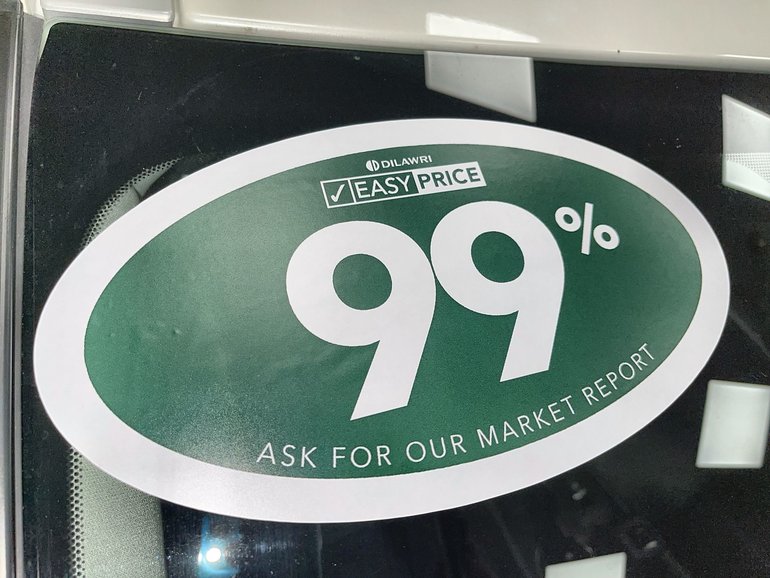 DILAWRI
EASY PRICE
99%
ASK FOR OUR MARKET REPORT